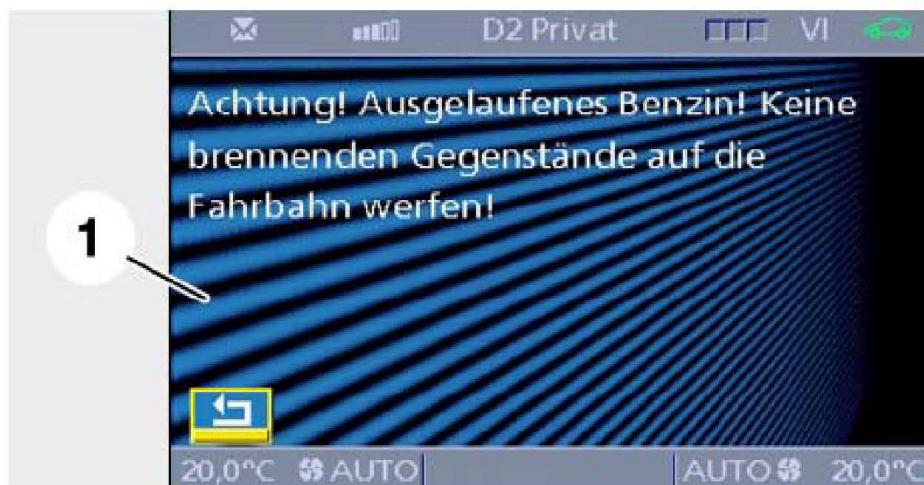 D2 Privat VI
Achtung! Ausgelaufenes Benzin! Keine
brennenden Gegenstände auf die
Fahrbahn werfen!
1
20,0°C AUTO AUTO 20,0°C